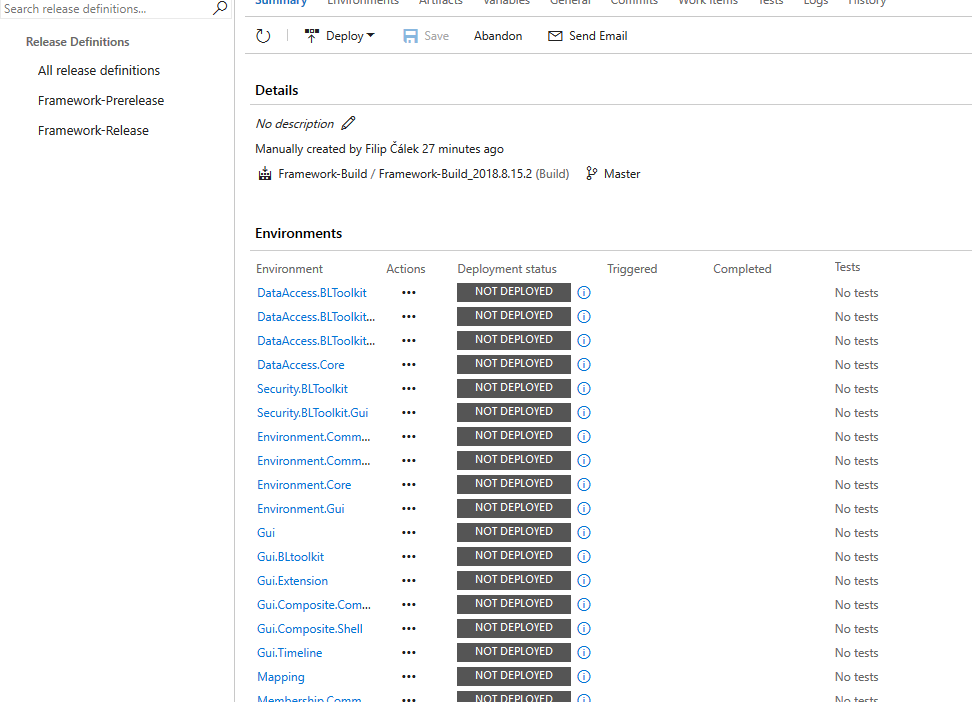 Search release definitions...
Release Definitions
All release definitions
Framework-Prerelease
Framework-Release
Summary Environments Artifacts Variables General Commits Work items Tests Logs History
Deploy Save Abandon Send Email
Details
No description
Manually created by Filip Čálek 27 minutes ago
Framework-Build / Framework-Build_2018.8.15.2 (Build) Master
Environments
Environment Actions Deployment status Triggered Completed Tests
DataAccess.BLToolkit ••• NOT DEPLOYED No tests
DataAccess.BLToolkit... ••• NOT DEPLOYED No tests
DataAccess.BLToolkit... ••• NOT DEPLOYED No tests
DataAccess.Core ••• NOT DEPLOYED No tests
Security.BLToolkit ••• NOT DEPLOYED No tests
Security.BLToolkit.Gui ••• NOT DEPLOYED No tests
Environment.Comm... ••• NOT DEPLOYED No tests
Environment.Comm... ••• NOT DEPLOYED No tests
Environment.Core ••• NOT DEPLOYED No tests
Environment.Gui ••• NOT DEPLOYED No tests
Gui ••• NOT DEPLOYED No tests
Gui.BLtoolkit ••• NOT DEPLOYED No tests
Gui.Extension ••• NOT DEPLOYED No tests
Gui.Composite.Com... ••• NOT DEPLOYED No tests
Gui.Composite.Shell ••• NOT DEPLOYED No tests
Gui.Timeline ••• NOT DEPLOYED No tests
Mapping ••• NOT DEPLOYED No tests
Membership.Comm... ••• NOT DEPLOYED No tests